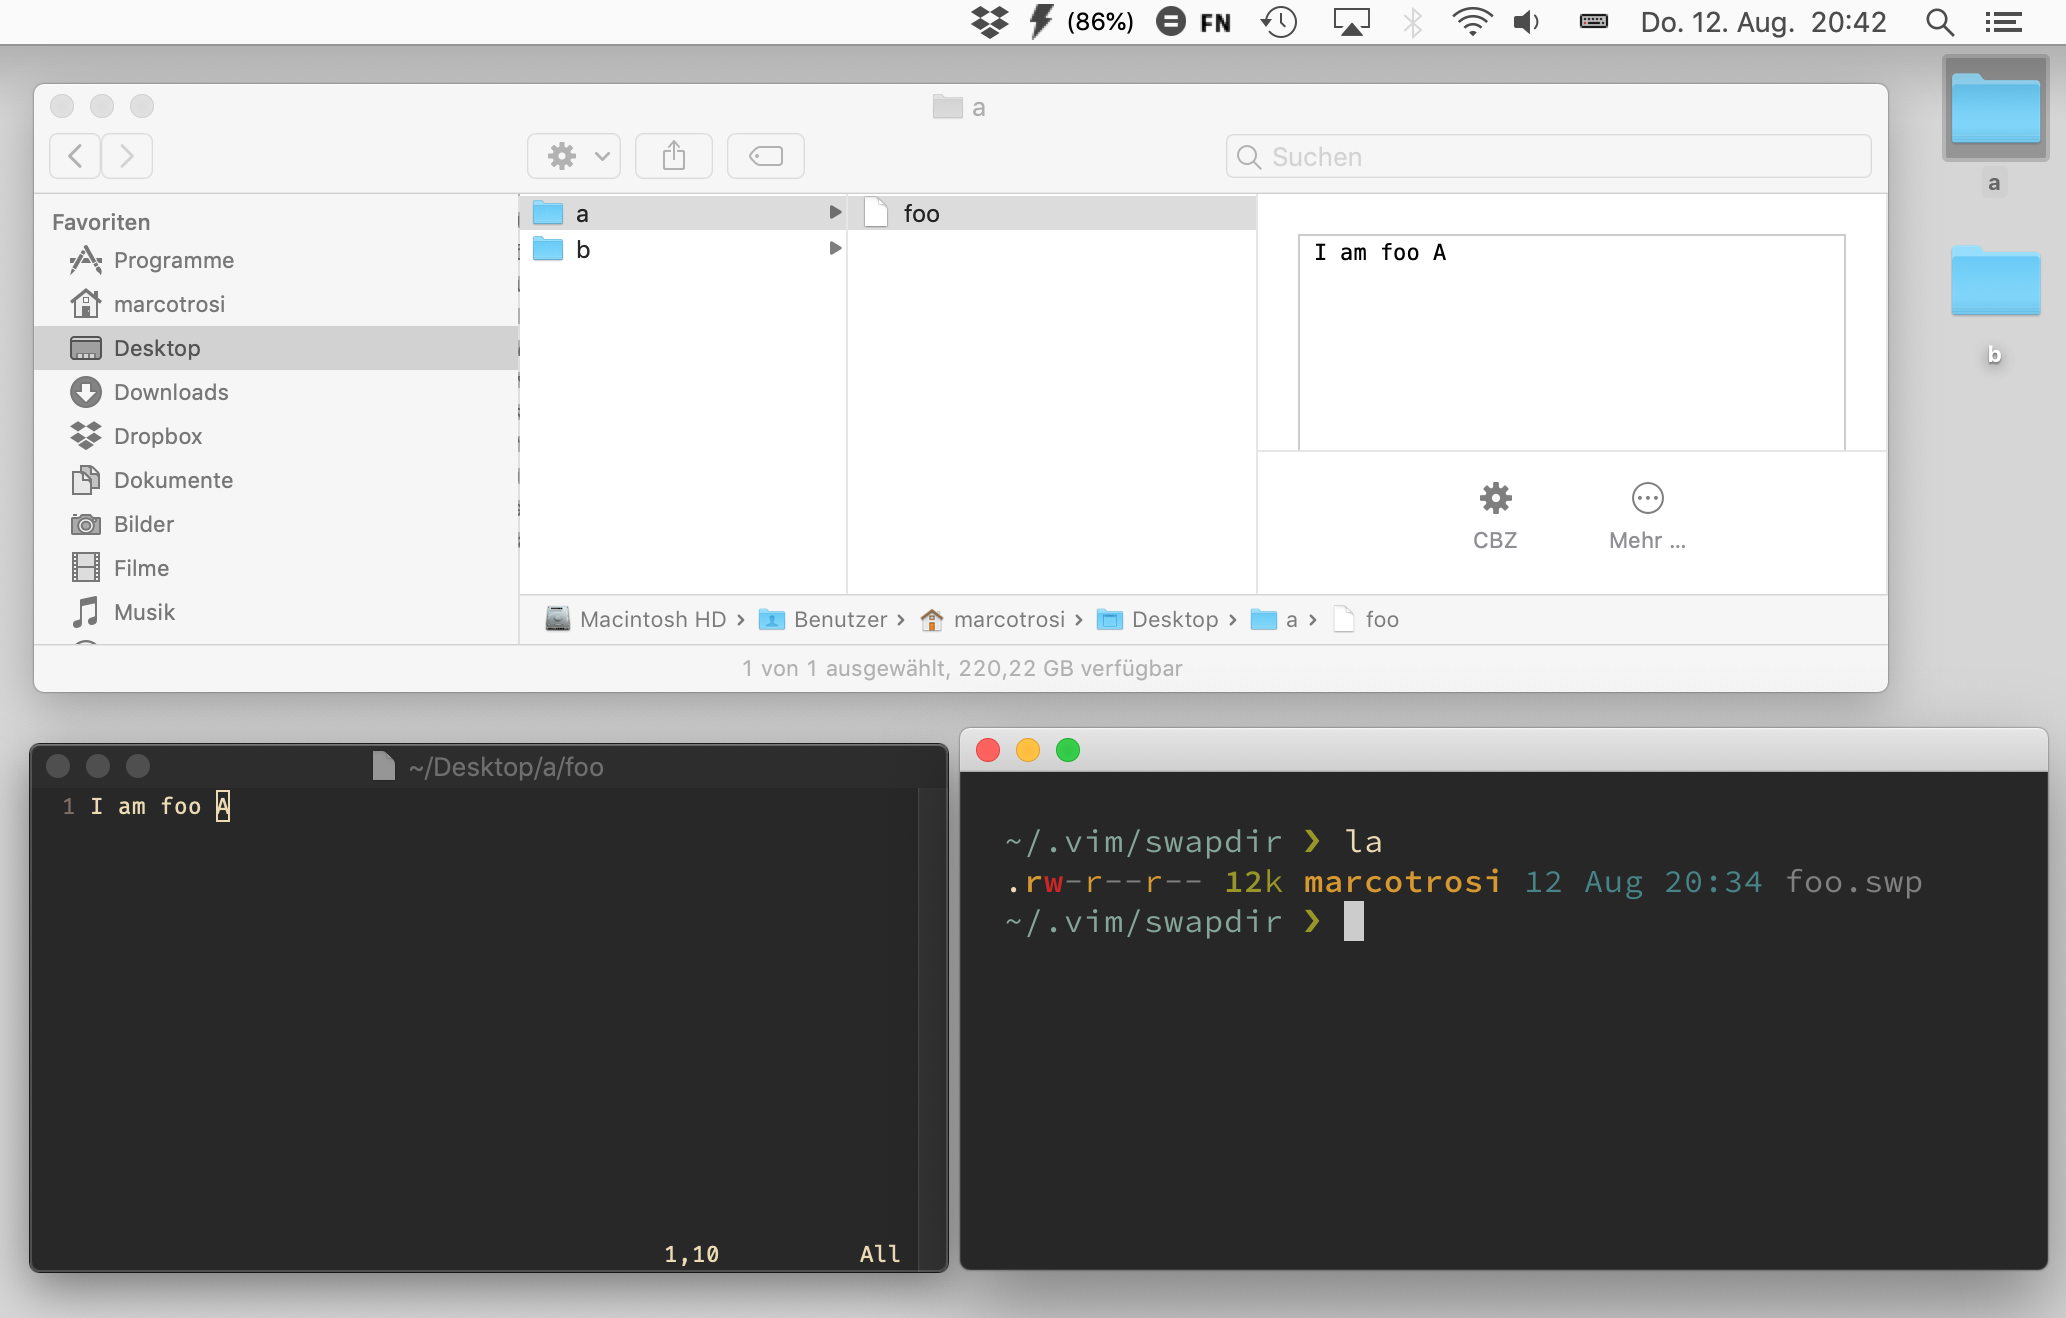 (86%) FN Do. 12. Aug. 20:42
a
Suchen
Favoriten
Programme
marcotrosi
Desktop
Downloads
Dropbox
Dokumente
Bilder
Filme
Musik
a
b
foo
I am foo A
CBZ
Mehr ...
Macintosh HD › Benutzer › marcotrosi › Desktop › a › foo
1 von 1 ausgewählt, 220,22 GB verfügbar
a
b
~/Desktop/a/foo
1 I am foo A
1,10 All
~/.vim/swapdir ❯ la
.rw-r--r-- 12k marcotrosi 12 Aug 20:34 foo.swp
~/.vim/swapdir ❯